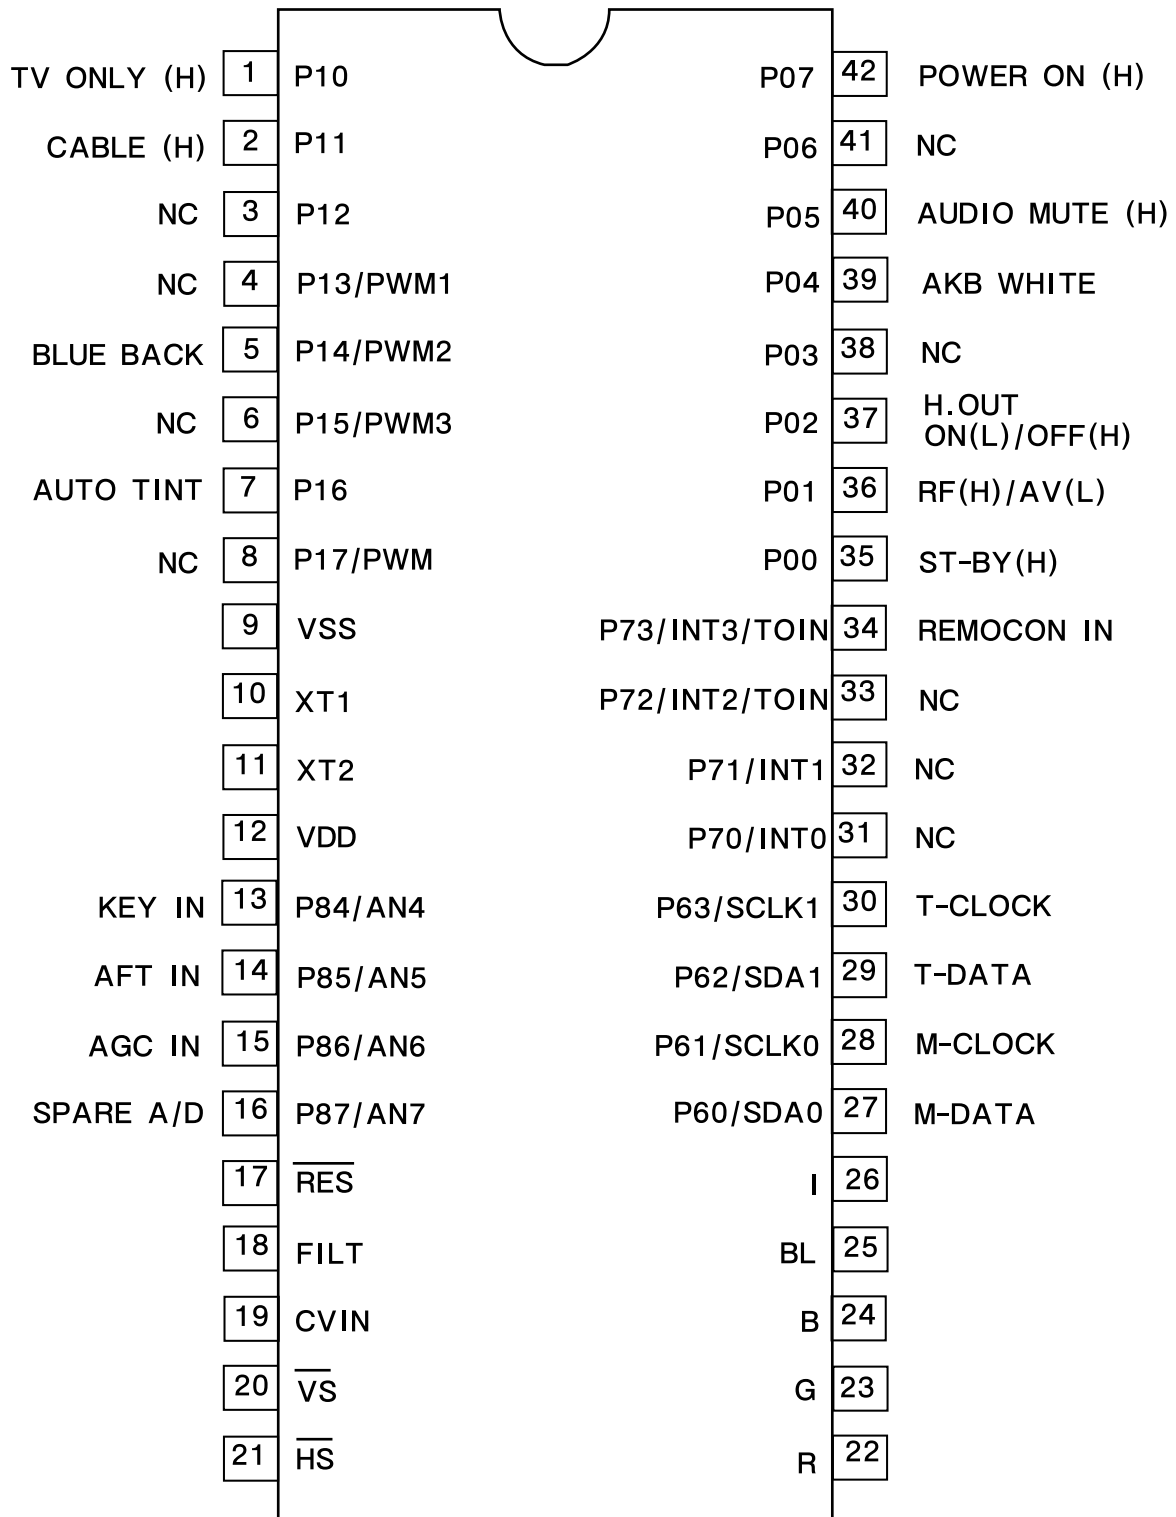 TV ONLY (H) 1 P10 P07 42 POWER ON (H)
CABLE (H) 2 P11 P06 41 NC
NC 3 P12 P05 40 AUDIO MUTE (H)
NC 4 P13/PWM1 P04 39 AKB WHITE
BLUE BACK 5 P14/PWM2 P03 38 NC
NC 6 P15/PWM3 P02 37 H.OUT
ON(L)/OFF(H)
AUTO TINT 7 P16 P01 36 RF(H)/AV(L)
NC 8 P17/PWM P00 35 ST-BY(H)
9 VSS P73/INT3/TOIN 34 REMOCON IN
10 XT1 P72/INT2/TOIN 33 NC
11 XT2 P71/INT1 32 NC
12 VDD P70/INT0 31 NC
KEY IN 13 P84/AN4 P63/SCLK1 30 T-CLOCK
AFT IN 14 P85/AN5 P62/SDA1 29 T-DATA
AGC IN 15 P86/AN6 P61/SCLK0 28 M-CLOCK
SPARE A/D 16 P87/AN7 P60/SDA0 27 M-DATA
17 RES I 26
18 FILT BL 25
19 CVIN B 24
20 VS G 23
21 HS R 22